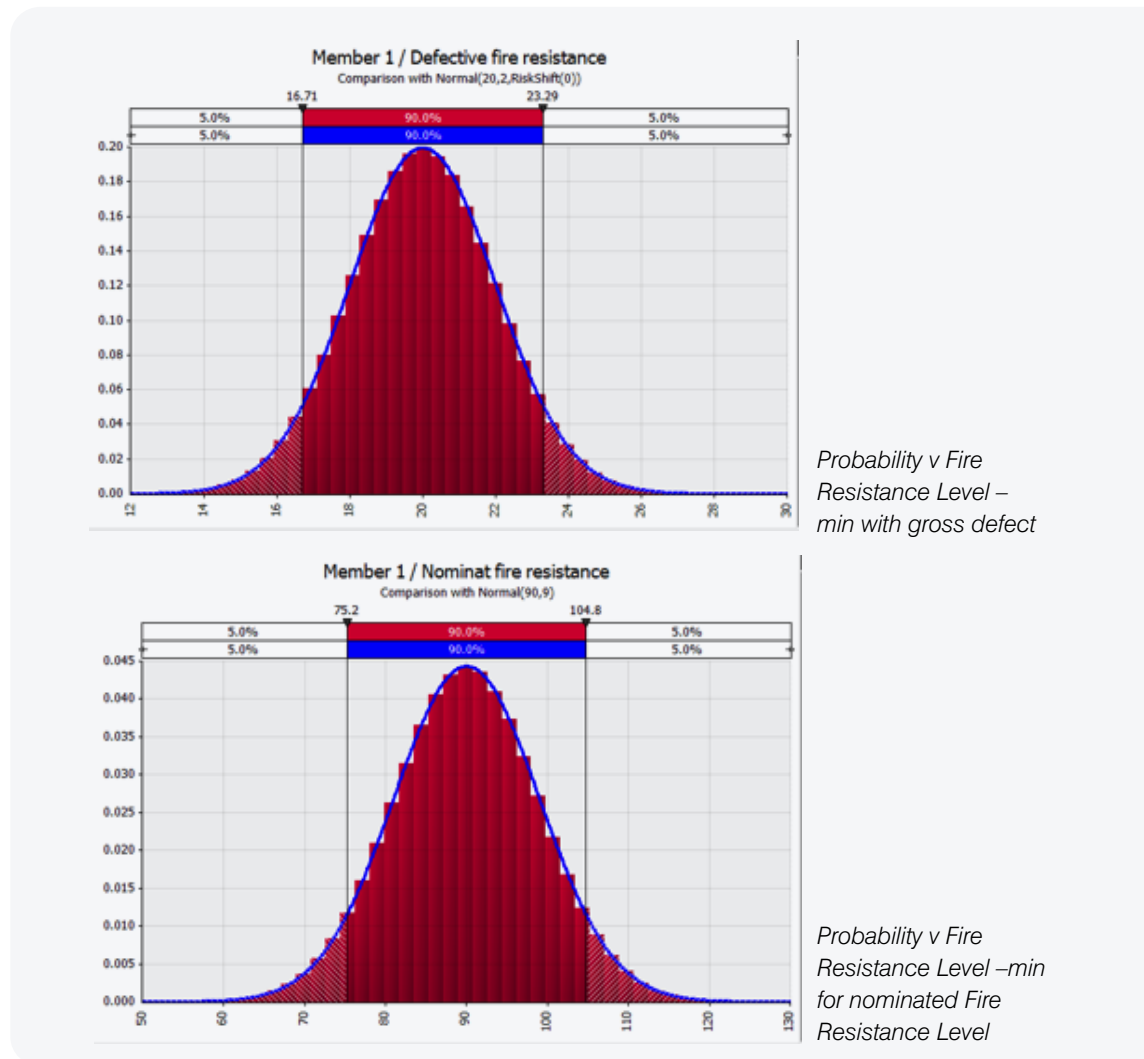 Member 1 / Defective fire resistance
Comparison with Normal(20,2,RiskShift(0))
16.71 23.29
5.0% 90.0% 5.0%
5.0% 90.0% 5.0%
0.20
0.18
0.16
0.14
0.12
0.10
0.08
0.06
0.04
0.02
0.00
12 14 16 18 20 22 24 26 28 30
Probability v Fire
Resistance Level –
min with gross defect
Member 1 / Nominat fire resistance
Comparison with Normal(90,9)
75.2 104.8
5.0% 90.0% 5.0%
5.0% 90.0% 5.0%
0.045
0.040
0.035
0.030
0.025
0.020
0.015
0.010
0.005
0.000
50 60 70 80 90 100 110 120 130
Probability v Fire
Resistance Level –min
for nominated Fire
Resistance Level